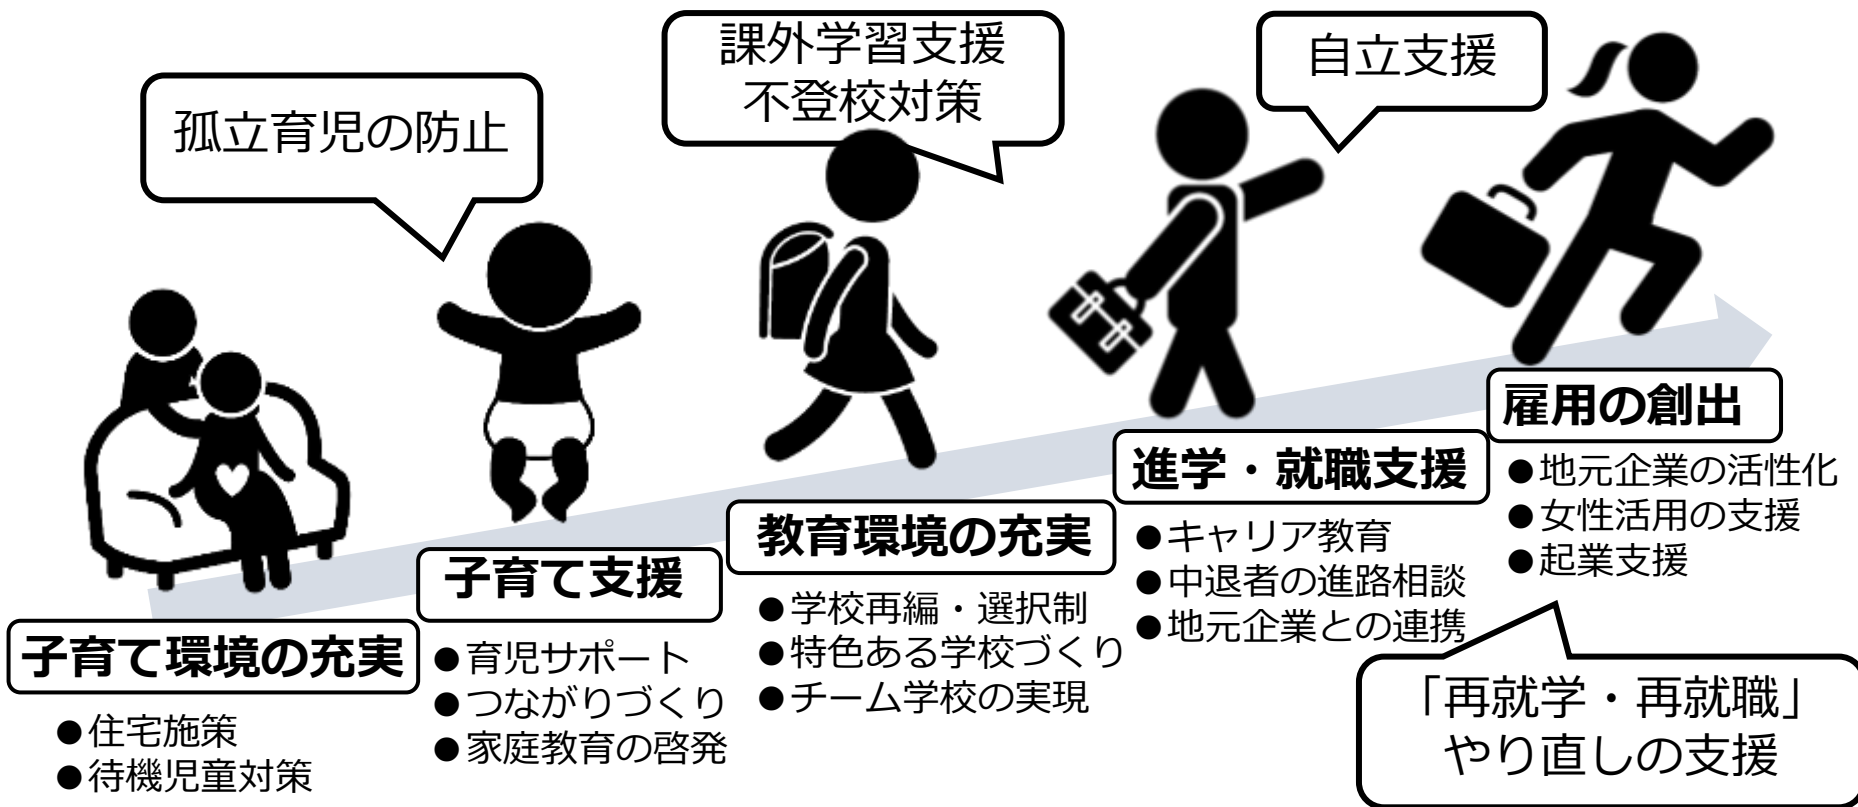 孤立育児の防止
課外学習支援
不登校対策
自立支援
子育て環境の充実
●住宅施策
●待機児童対策
子育て支援
●育児サポート
●つながりづくり
●家庭教育の啓発
教育環境の充実
●学校再編・選択制
●特色ある学校づくり
●チーム学校の実現
進学・就職支援
●キャリア教育
●中退者の進路相談
●地元企業との連携
雇用の創出
●地元企業の活性化
●女性活用の支援
●起業支援
「再就学・再就職」
やり直しの支援